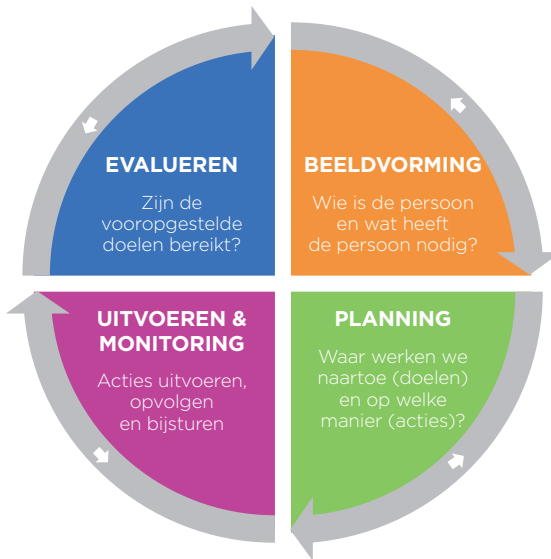 EVALUEREN
Zijn de
vooropgestelde
doelen bereikt?
BEELDVORMING
Wie is de persoon
en wat heeft
de persoon nodig?
UITVOEREN &
MONITORING
Acties uitvoeren,
opvolgen
en bijsturen
PLANNING
Waar werken we
naartoe (doelen)
en op welke
manier (acties)?